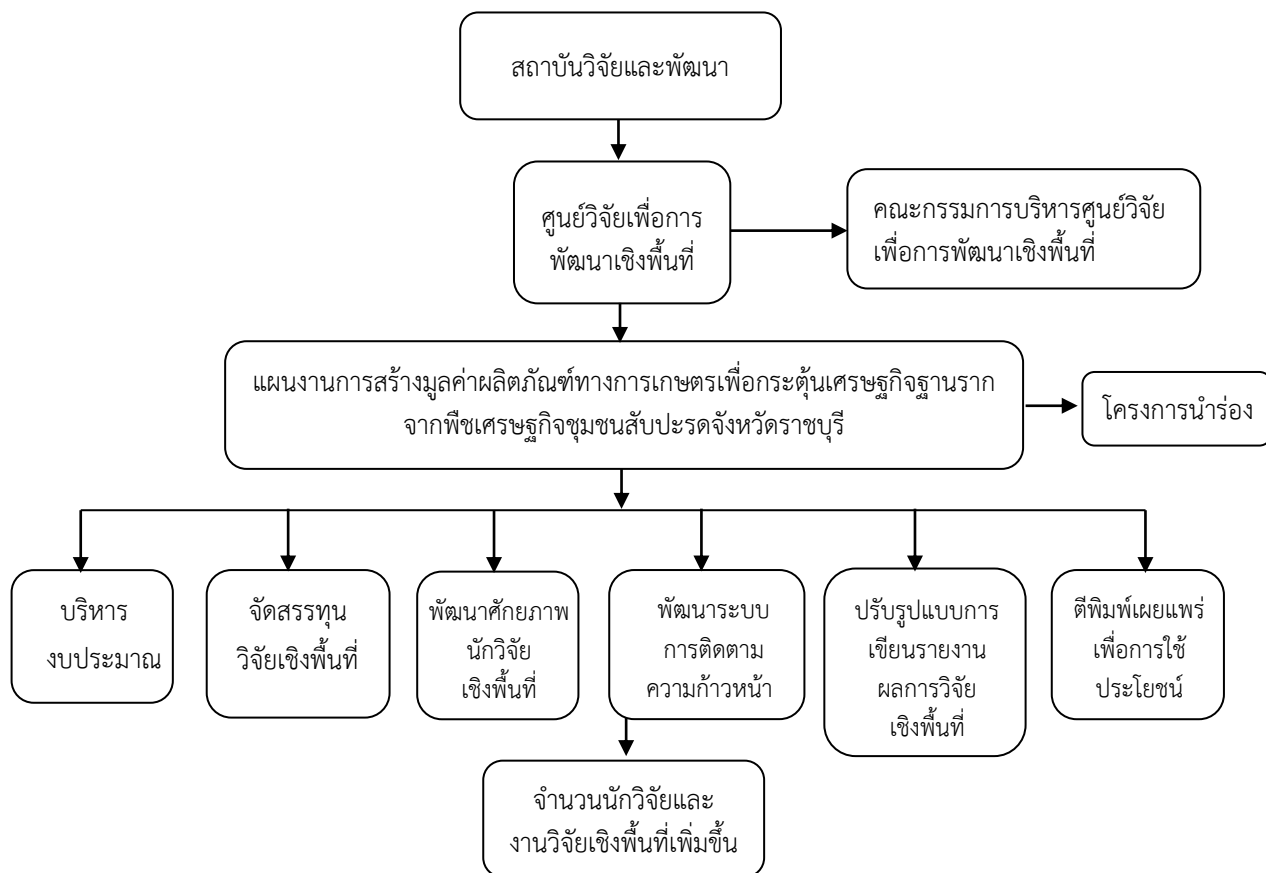 สถาบันวิจัยและพัฒนา
ศูนย์วิจัยเพื่อการ
พัฒนาเชิงพื้นที่
คณะกรรมการบริหารศูนย์วิจัย
เพื่อการพัฒนาเชิงพื้นที่
แผนงานการสร้างมูลค่าผลิตภัณฑ์ทางการเกษตรเพื่อกระตุ้นเศรษฐกิจฐานราก
จากพืชเศรษฐกิจชุมชนสับปะรดจังหวัดราชบุรี
โครงการนำร่อง
บริหาร
งบประมาณ
จัดสรรทุน
วิจัยเชิงพื้นที่
พัฒนาศักยภาพ
นักวิจัย
เชิงพื้นที่
พัฒนาระบบ
การติดตาม
ความก้าวหน้า
ปรับรูปแบบการ
เขียนรายงาน
ผลการวิจัย
เชิงพื้นที่
ตีพิมพ์เผยแพร่
เพื่อการใช้
ประโยชน์
จำนวนนักวิจัยและ
งานวิจัยเชิงพื้นที่เพิ่มขึ้น